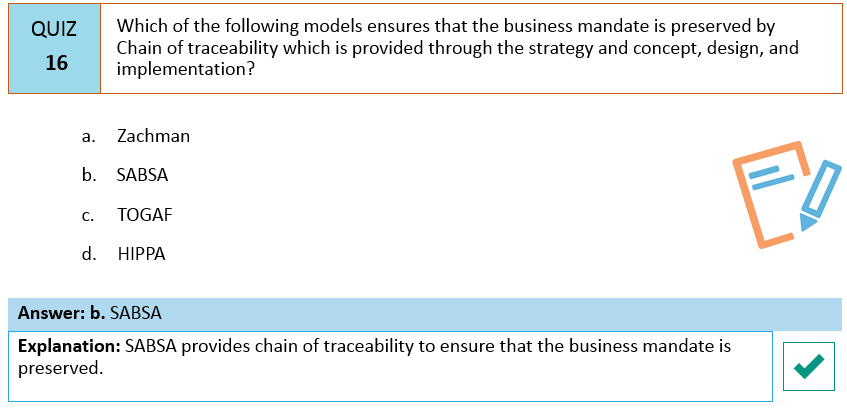 QUIZ
16
Which of the following models ensures that the business mandate is preserved by
Chain of traceability which is provided through the strategy and concept, design, and
implementation?
a. Zachman
b. SABSA
c. TOGAF
d. HIPPA
Answer: b. SABSA
Explanation: SABSA provides chain of traceability to ensure that the business mandate is
preserved.